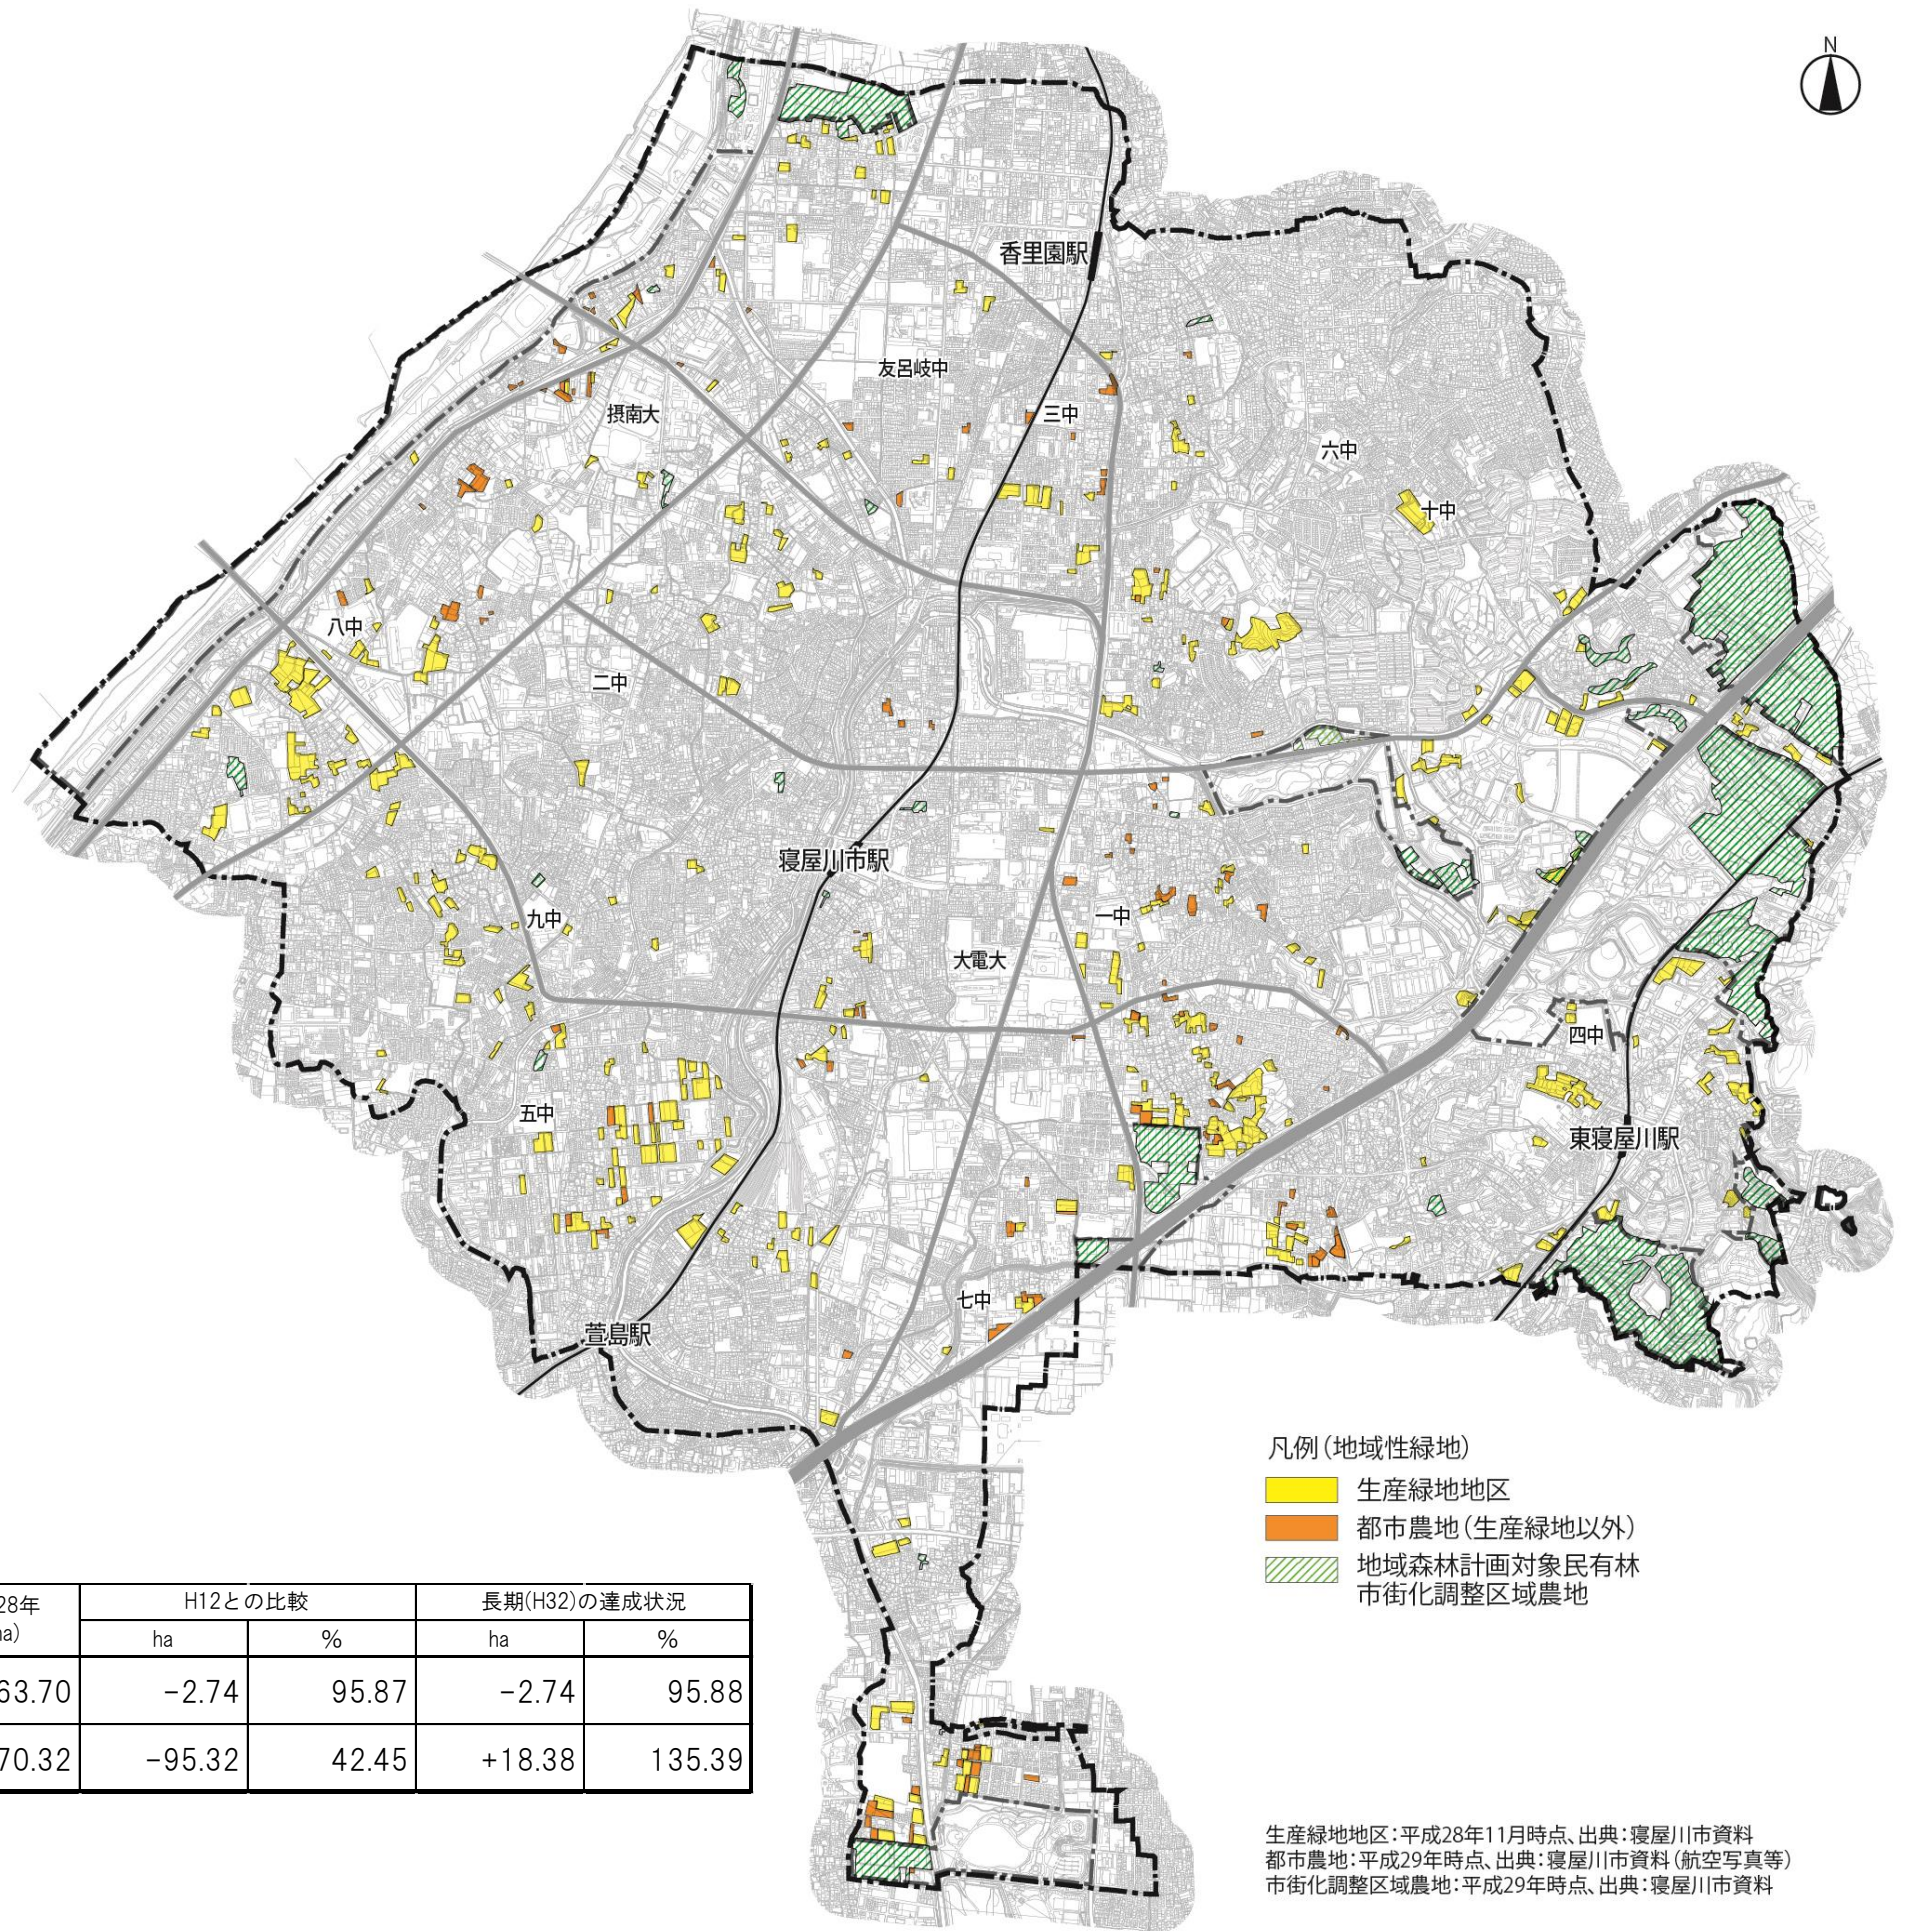 N
香里園駅
友呂岐中
摂南大
三中
六中
十中
八中
二中
寝屋川市駅
九中
一中
大電大
四中
五中
東寝屋川駅
七中
萱島駅
凡例(地域性緑地)
生産緑地地区
都市農地(生産緑地以外)
地域森林計画対象民有林
市街化調整区域農地
28年 H12との比較 長期(H32)の達成状況
ha) ha % ha %
63.70 -2.74 95.87 -2.74 95.88
70.32 -95.32 42.45 +18.38 135.39
生産緑地地区:平成28年11月時点、出典:寝屋川市資料
都市農地:平成29年時点、出典:寝屋川市資料(航空写真等)
市街化調整区域農地:平成29年時点、出典:寝屋川市資料